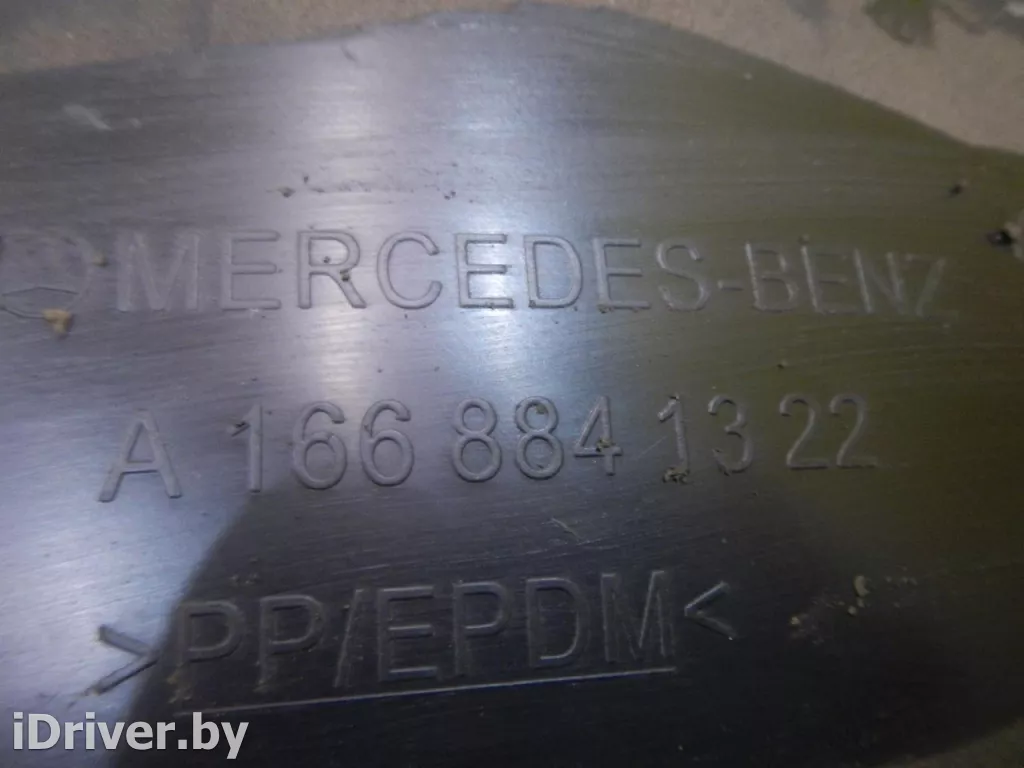 MERCEDES-BENZ
A 166 884 13 22
>PP/EPDM<
iDriver.by